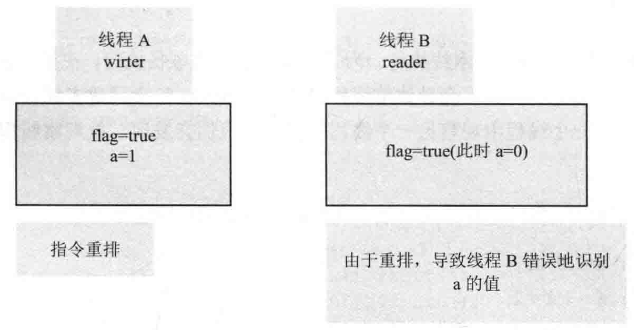 线程 A
wirter
flag=true
a=1
指令重排
线程 B
reader
flag=true(此时 a=0)
由于重排，导致线程 B 错误地识别
a 的值